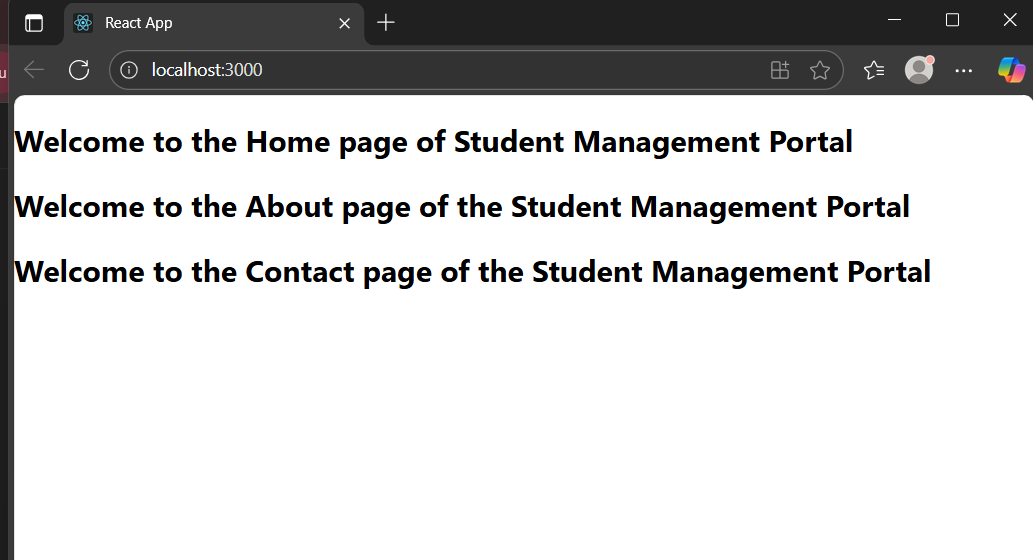 React App
localhost:3000
Welcome to the Home page of Student Management Portal
Welcome to the About page of the Student Management Portal
Welcome to the Contact page of the Student Management Portal